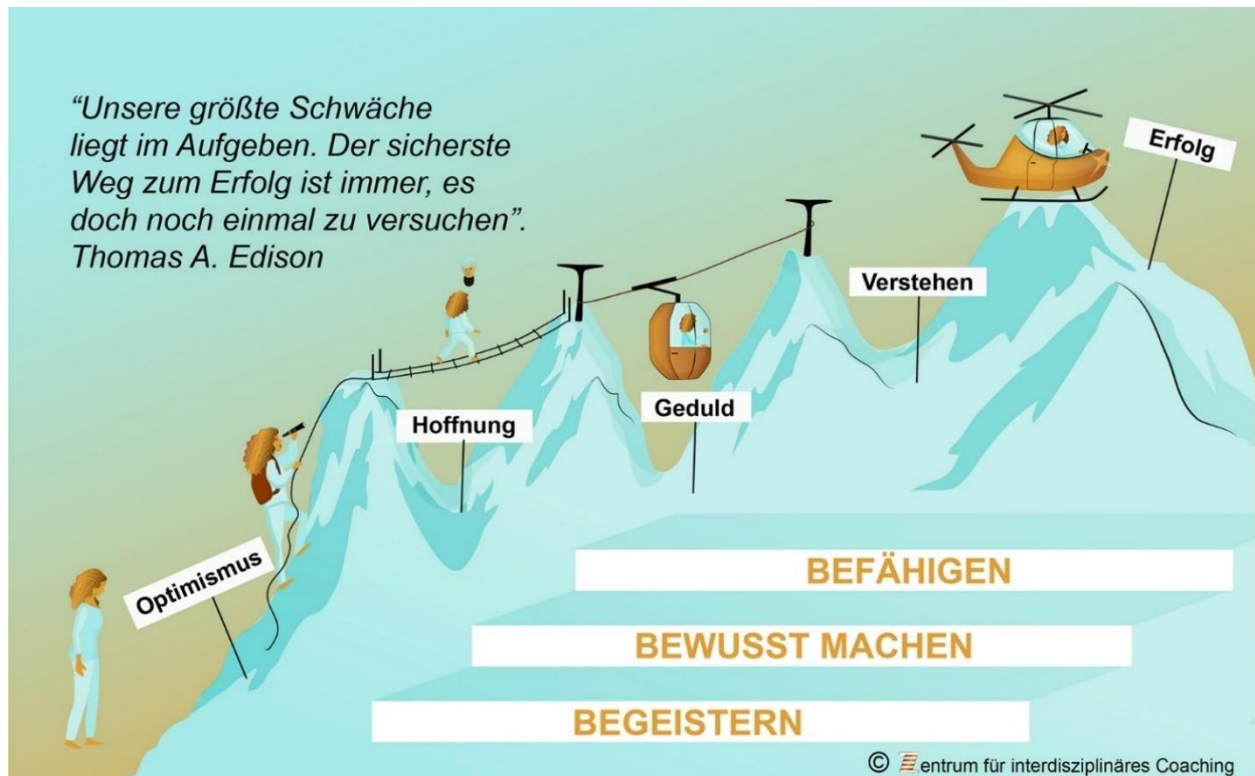 “Unsere größte Schwäche
liegt im Aufgeben. Der sicherste
Weg zum Erfolg ist immer, es
doch noch einmal zu versuchen”.
Thomas A. Edison
Erfolg
Verstehen
Geduld
Hoffnung
Optimismus
BEFÄHIGEN
BEWUSST MACHEN
BEGEISTERN
© Zentrum für interdisziplinäres Coaching